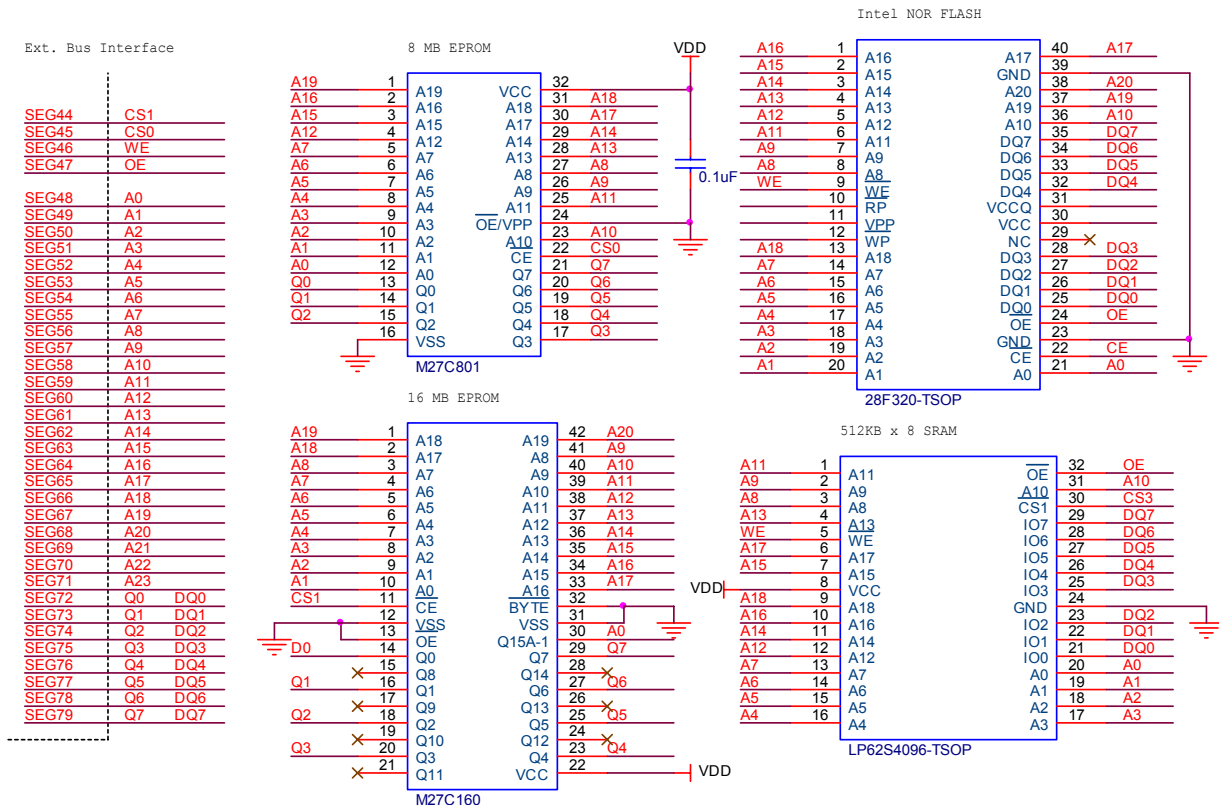 Ext. Bus Interface
SEG44 CS1
SEG45 CS0
SEG46 WE
SEG47 OE
SEG48 A0
SEG49 A1
SEG50 A2
SEG51 A3
SEG52 A4
SEG53 A5
SEG54 A6
SEG55 A7
SEG56 A8
SEG57 A9
SEG58 A10
SEG59 A11
SEG60 A12
SEG61 A13
SEG62 A14
SEG63 A15
SEG64 A16
SEG65 A17
SEG66 A18
SEG67 A19
SEG68 A20
SEG69 A21
SEG70 A22
SEG71 A23
SEG72 Q0 DQ0
SEG73 Q1 DQ1
SEG74 Q2 DQ2
SEG75 Q3 DQ3
SEG76 Q4 DQ4
SEG77 Q5 DQ5
SEG78 Q6 DQ6
SEG79 Q7 DQ7
8 MB EPROM
VDD
0.1uF
A19 1 A19 VCC 32
A16 2 A16 A18 31 A18
A15 3 A15 A17 30 A17
A12 4 A12 A14 29 A14
A7 5 A7 A13 28 A13
A6 6 A6 A8 27 A8
A5 7 A5 A9 26 A9
A4 8 A4 A11 25 A11
A3 9 A3 OE/VPP 24
A2 10 A2 A10 23 A10
A1 11 A1 CE 22 CS0
A0 12 A0 Q7 21 Q7
Q0 13 Q0 Q6 20 Q6
Q1 14 Q1 Q5 19 Q5
Q2 15 Q2 Q4 18 Q4
16 VSS Q3 17 Q3
M27C801
16 MB EPROM
A19 1 A18 A19 42 A20
A18 2 A17 A8 41 A9
A8 3 A7 A9 40 A10
A7 4 A6 A10 39 A11
A6 5 A5 A11 38 A12
A5 6 A4 A12 37 A13
A4 7 A3 A13 36 A14
A3 8 A2 A14 35 A15
A2 9 A1 A15 34 A16
A1 10 A0 A16 33 A17
CS1 11 CE BYTE 32
12 VSS VSS 31
13 OE Q15A-1 30 A0
D0 14 Q0 Q7 29 Q7
15 Q8 Q14 28
Q1 16 Q1 Q6 27 Q6
17 Q9 Q13 26
Q2 18 Q2 Q5 25 Q5
19 Q10 Q12 24
Q3 20 Q3 Q4 23 Q4
21 Q11 VCC 22 VDD
M27C160
Intel NOR FLASH
A16 1 A16 A17 40 A17
A15 2 A15 GND 39
A14 3 A14 A20 38 A20
A13 4 A13 A19 37 A19
A12 5 A12 A10 36 A10
A11 6 A11 DQ7 35 DQ7
A9 7 A9 DQ6 34 DQ6
A8 8 A8 DQ5 33 DQ5
WE 9 WE DQ4 32 DQ4
10 RP VCCQ 31
11 VPP VCC 30
12 WP NC 29
A18 13 A18 DQ3 28 DQ3
A7 14 A7 DQ2 27 DQ2
A6 15 A6 DQ1 26 DQ1
A5 16 A5 DQ0 25 DQ0
A4 17 A4 OE 24 OE
A3 18 A3 GND 23
A2 19 A2 CE 22 CE
A1 20 A1 A0 21 A0
28F320-TSOP
512KB x 8 SRAM
A11 1 A11 OE 32 OE
A9 2 A9 A10 31 A10
A8 3 A8 CS1 30 CS3
A13 4 A13 IO7 29 DQ7
WE 5 WE IO6 28 DQ6
A17 6 A17 IO5 27 DQ5
A15 7 A15 IO4 26 DQ4
VDD 8 VCC IO3 25 DQ3
A18 9 A18 GND 24
A16 10 A16 IO2 23 DQ2
A14 11 A14 IO1 22 DQ1
A12 12 A12 IO0 21 DQ0
A7 13 A7 A0 20 A0
A6 14 A6 A1 19 A1
A5 15 A5 A2 18 A2
A4 16 A4 A3 17 A3
LP62S4096-TSOP